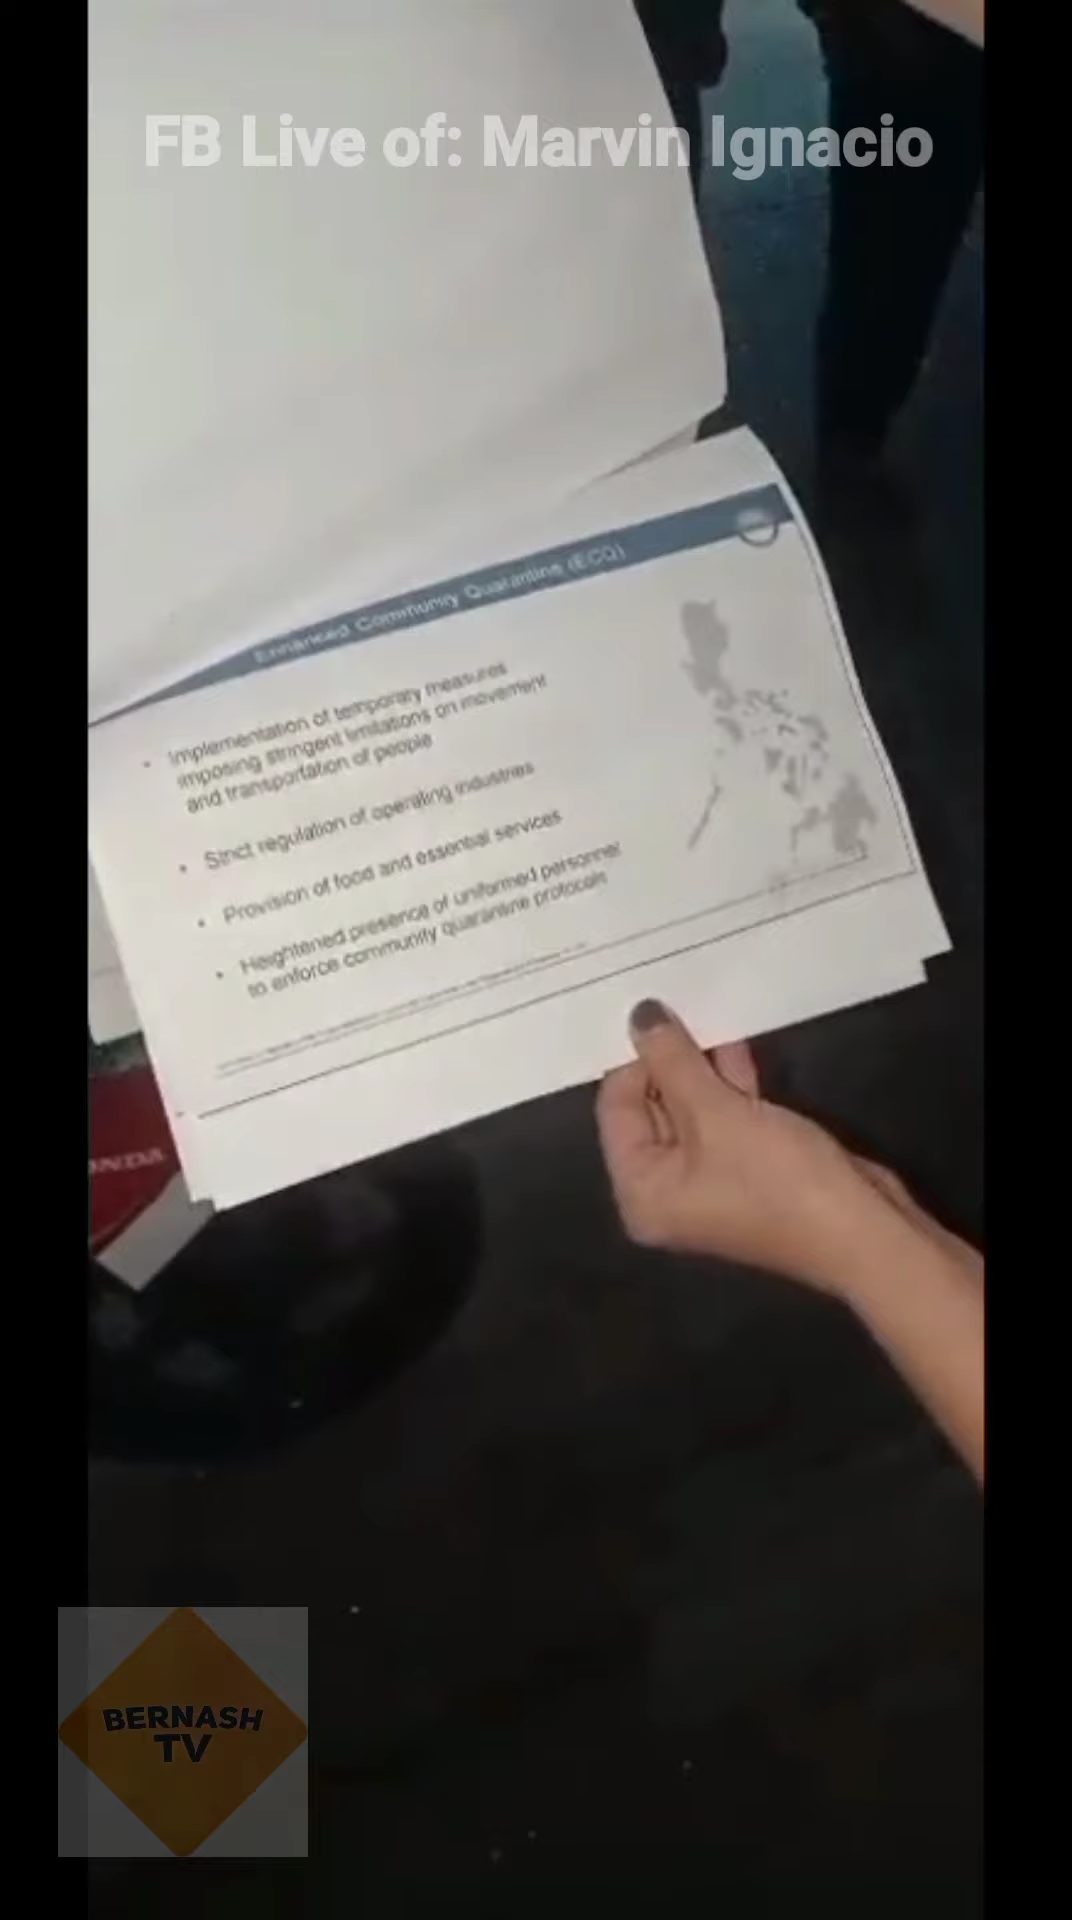 FB Live of: Marvin Ignacio
Enhanced Community Quarantine (ECQ)
• Implementation of temporary measures
imposing stringent limitations on movement
and transportation of people
• Strict regulation of operating industries
• Provision of food and essential services
• Heightened presence of uniformed personnel
to enforce community quarantine protocols
ONDA
BERNASH
TV